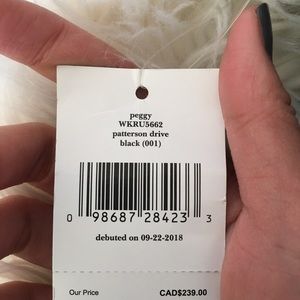 peggy
WKRU5662
patterson drive
black (001)
0 98687 28423 3
debuted on 09-22-2018
Our Price CAD$239.00